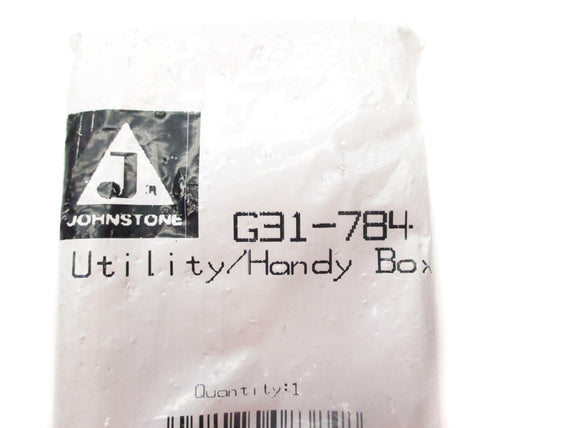 J
JOHNSTONE
G31-784
Utility/Handy Box
Quantity:1